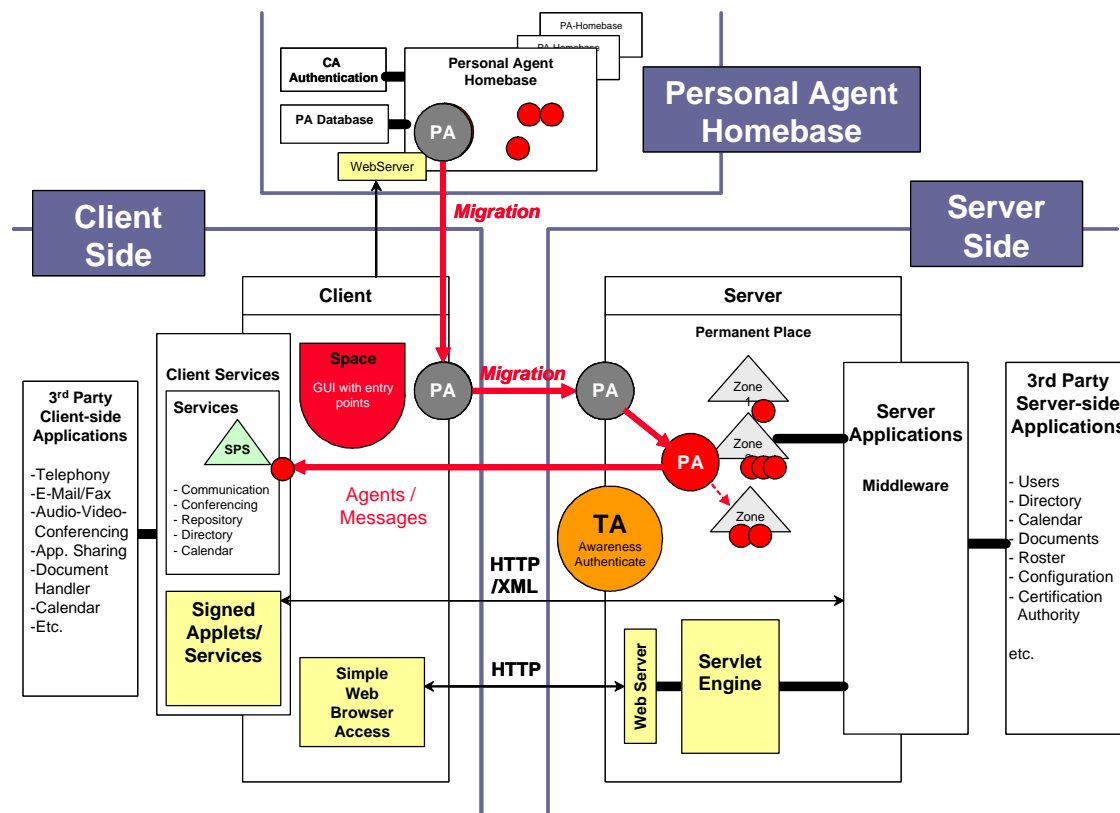 PA-Homebase
PA-Homebase
CA
Authentication
Personal Agent
Homebase
PA Database
PA
WebServer
Personal Agent
Homebase
Migration
Client
Side
Server
Side
Client
Server
Permanent Place
Space
GUI with entry
points
PA
Migration
PA
Zone
1
Zone
PA
Zone
Client Services
Services
SPS
- Communication
- Conferencing
- Repository
- Directory
- Calendar
3rd Party
Client-side
Applications
-Telephony
-E-Mail/Fax
-Audio-Video-
Conferencing
-App. Sharing
-Document
Handler
-Calendar
-Etc.
Agents /
Messages
TA
Awareness
Authenticate
Server
Applications
Middleware
3rd Party
Server-side
Applications
- Users
- Directory
- Calendar
- Documents
- Roster
- Configuration
- Certification
Authority
etc.
HTTP
/XML
Signed
Applets/
Services
HTTP
Simple
Web
Browser
Access
Web Server
Servlet
Engine